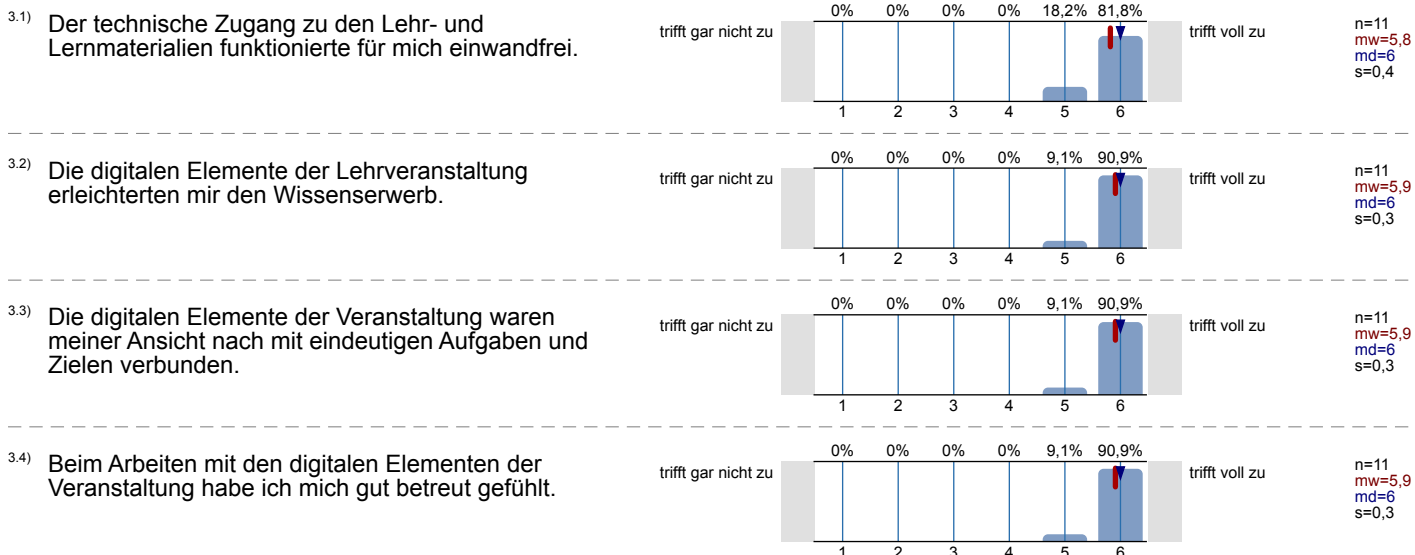 3.1) Der technische Zugang zu den Lehr- und
Lernmaterialien funktionierte für mich einwandfrei.
trifft gar nicht zu
0% 0% 0% 0% 18,2% 81,8%
1 2 3 4 5 6
trifft voll zu
n=11
mw=5,8
md=6
s=0,4
3.2) Die digitalen Elemente der Lehrveranstaltung
erleichterten mir den Wissenserwerb.
trifft gar nicht zu
0% 0% 0% 0% 9,1% 90,9%
1 2 3 4 5 6
trifft voll zu
n=11
mw=5,9
md=6
s=0,3
3.3) Die digitalen Elemente der Veranstaltung waren
meiner Ansicht nach mit eindeutigen Aufgaben und
Zielen verbunden.
trifft gar nicht zu
0% 0% 0% 0% 9,1% 90,9%
1 2 3 4 5 6
trifft voll zu
n=11
mw=5,9
md=6
s=0,3
3.4) Beim Arbeiten mit den digitalen Elementen der
Veranstaltung habe ich mich gut betreut gefühlt.
trifft gar nicht zu
0% 0% 0% 0% 9,1% 90,9%
1 2 3 4 5 6
trifft voll zu
n=11
mw=5,9
md=6
s=0,3